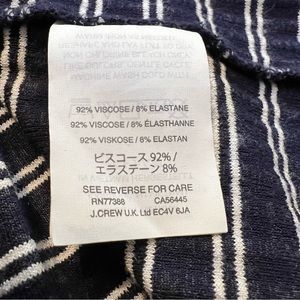 92% VISCOSE / 8% ELASTANE
92% VISCOSE / 8% ÉLASTHANNE
92% VISKOSE / 8% ELASTAN
ビスコース 92% /
エラステーン 8%
SEE REVERSE FOR CARE
RN77388 CA56445
J.CREW U.K. Ltd EC4V 6JA